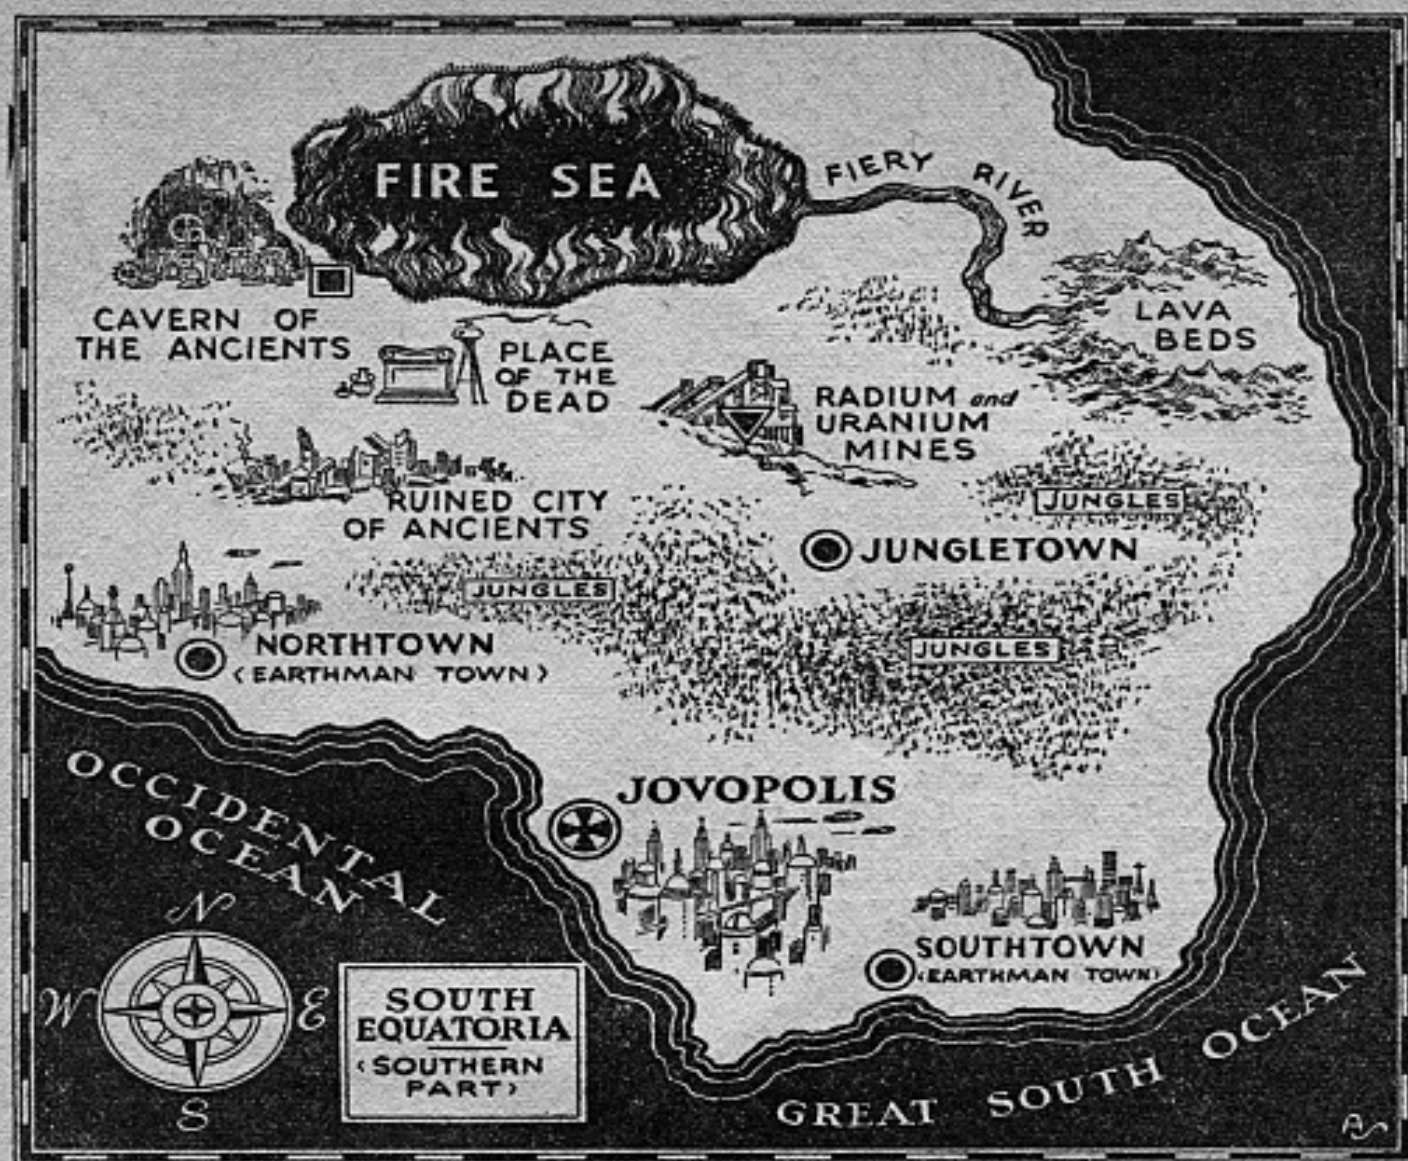 FIRE SEA
FIERY RIVER
CAVERN OF
THE ANCIENTS
LAVA
BEDS
PLACE
OF THE
DEAD
RADIUM and
URANIUM
MINES
RUINED CITY
OF ANCIENTS
JUNGLES
JUNGLETOWN
JUNGLES
NORTHTOWN
(EARTHMAN TOWN)
JUNGLES
OCCIDENTAL
OCEAN
JOVOPOLIS
SOUTHTOWN
(EARTHMAN TOWN)
N
W
E
S
SOUTH
EQUATORIA
(SOUTHERN
PART)
GREAT SOUTH OCEAN